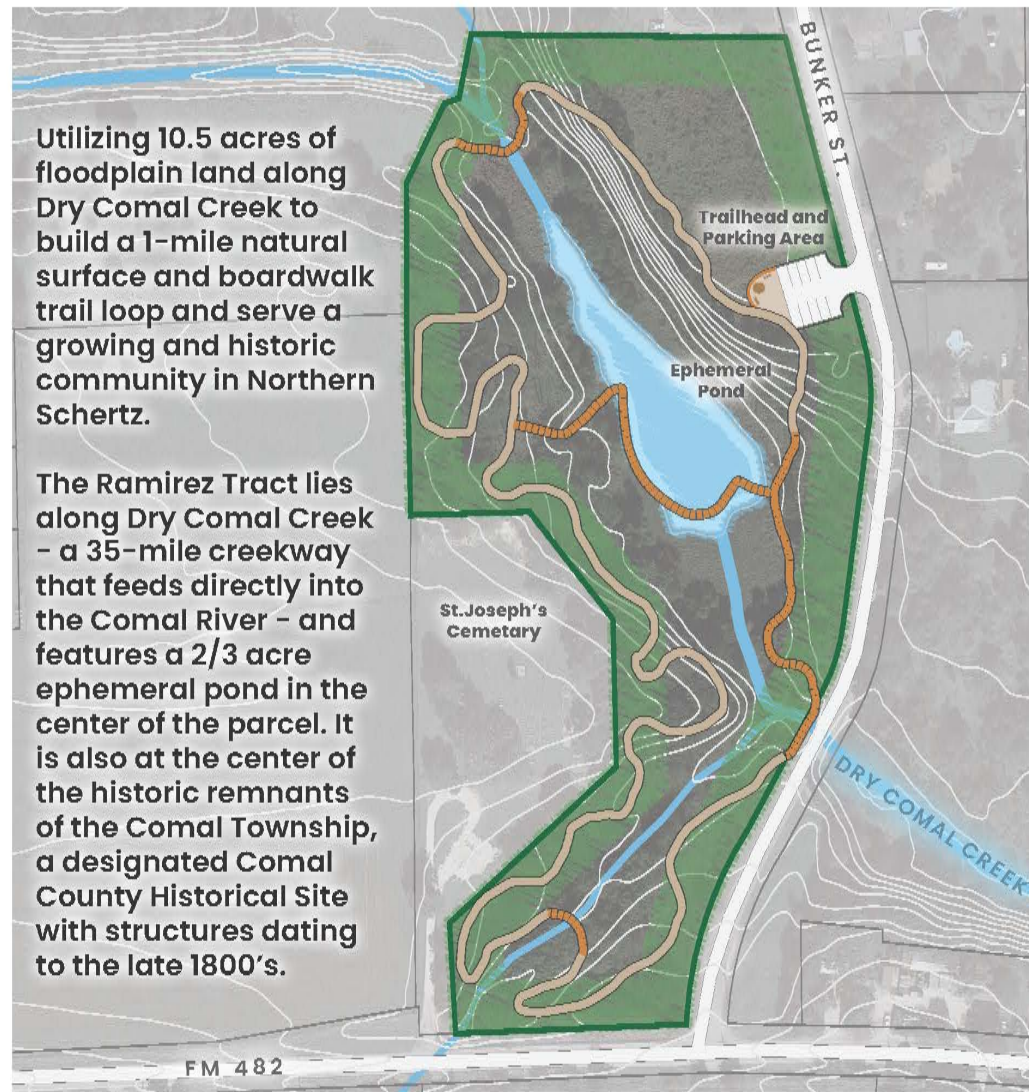 Utilizing 10.5 acres of
floodplain land along
Dry Comal Creek to
build a 1-mile natural
surface and boardwalk
trail loop and serve a
growing and historic
community in Northern
Schertz.
The Ramirez Tract lies
along Dry Comal Creek
- a 35-mile creekway
that feeds directly into
the Comal River - and
features a 2/3 acre
ephemeral pond in the
center of the parcel. It
is also at the center of
the historic remnants
of the Comal Township,
a designated Comal
County Historical Site
with structures dating
to the late 1800's.
BUNKER ST.
Trailhead and
Parking Area
Ephemeral
Pond
St.Joseph's
Cemetary
DRY COMAL CREEK
FM 482